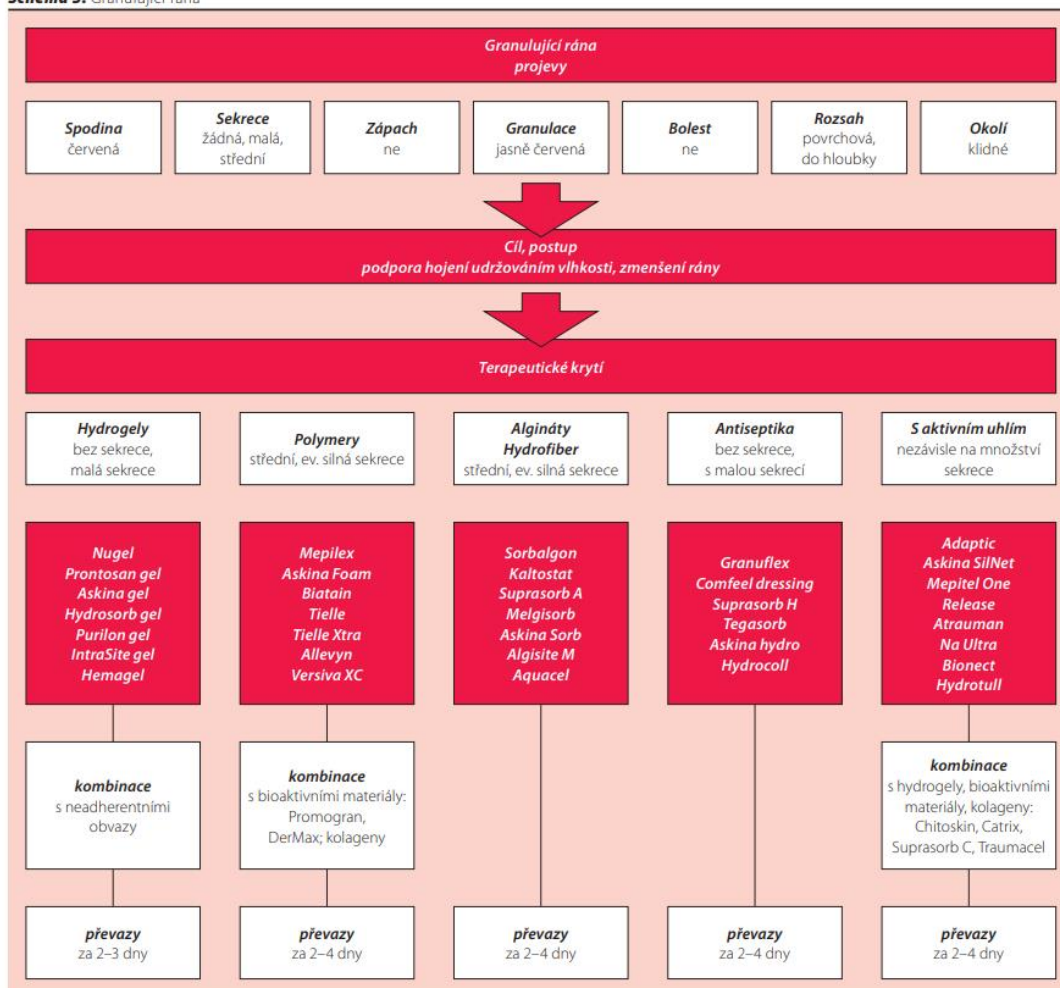 Schéma 3. Granulující rána
Granulující rána
projevy
Spodina
červená
Sekrece
žádná, malá,
střední
Zápach
ne
Granulace
jasně červená
Bolest
ne
Rozsah
povrchová,
do hloubky
Okolí
klidné
Cíl, postup
podpora hojení udržováním vlhkosti, zmenšení rány
Terapeutické krytí
Hydrogely
bez sekrece,
malá sekrece
Polymery
střední, ev. silná sekrece
Algináty
Hydrofiber
střední, ev. silná sekrece
Antiseptika
bez sekrece,
s malou sekrecí
S aktivním uhlím
nezávisle na množství
sekrece
Nugel
Prontosan gel
Askina gel
Hydrosorb gel
Purilon gel
IntraSite gel
Hemagel
Mepilex
Askina Foam
Biatain
Tielle
Tielle Xtra
Allevyn
Versiva XC
Sorbalgon
Kaltostat
Suprasorb A
Melgisorb
Askina Sorb
Algisite M
Aquacel
Granuflex
Comfeel dressing
Suprasorb H
Tegasorb
Askina hydro
Hydrocoll
Adaptic
Askina SilNet
Mepitel One
Release
Atrauman
Na Ultra
Bionect
Hydrotull
kombinace
s neadherentními
obvazy
kombinace
s bioaktivními materiály:
Promogran,
DerMax; kolageny
kombinace
s hydrogely, bioaktivními
materiály, kolageny:
Chitoskin, Catrix,
Suprasorb C, Traumacel
převazy
za 2–3 dny
převazy
za 2–4 dny
převazy
za 2–4 dny
převazy
za 2–4 dny
převazy
za 2–4 dny